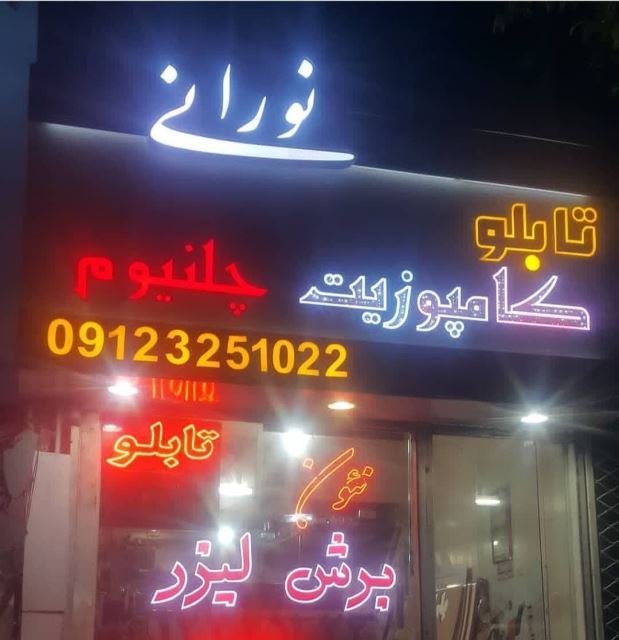 نورانی
تابلو
کامپوزیت چلنیوم
09123251022
تابلو
نئون
برش لیزر